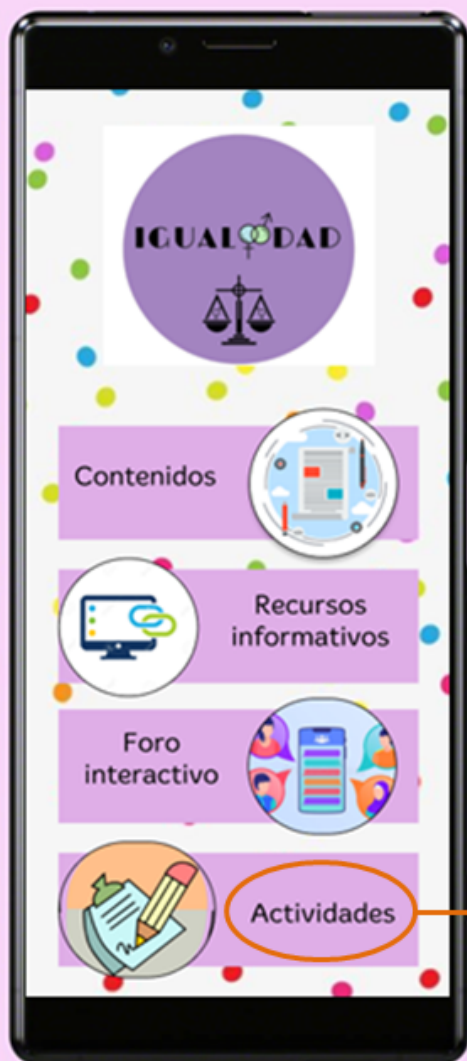 IGUALDAD
Contenidos
Recursos
informativos
Foro
interactivo
Actividades